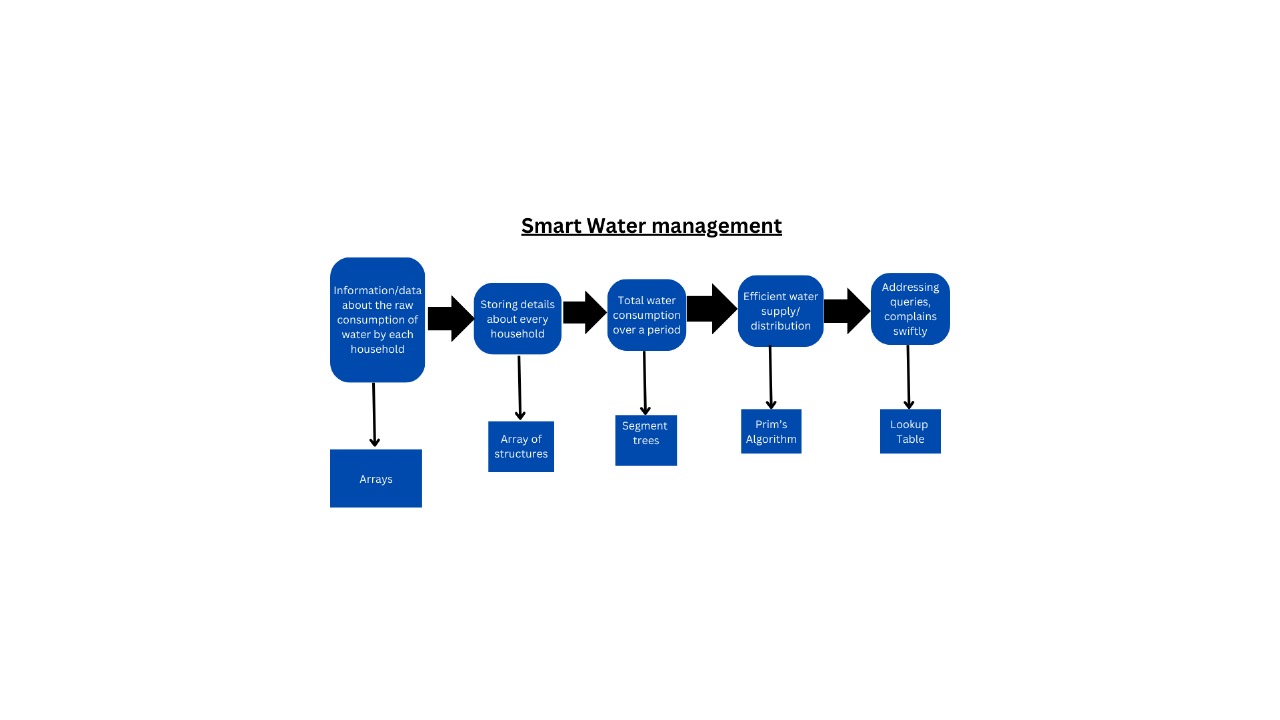 Smart Water management
Information/data
about the raw
consumption of
water by each
household
Storing details
about every
household
Total water
consumption
over a period
Efficient water
supply/
distribution
Addressing
queries,
complains
swiftly
Arrays
Array of
structures
Segment
trees
Prim's
Algorithm
Lookup
Table